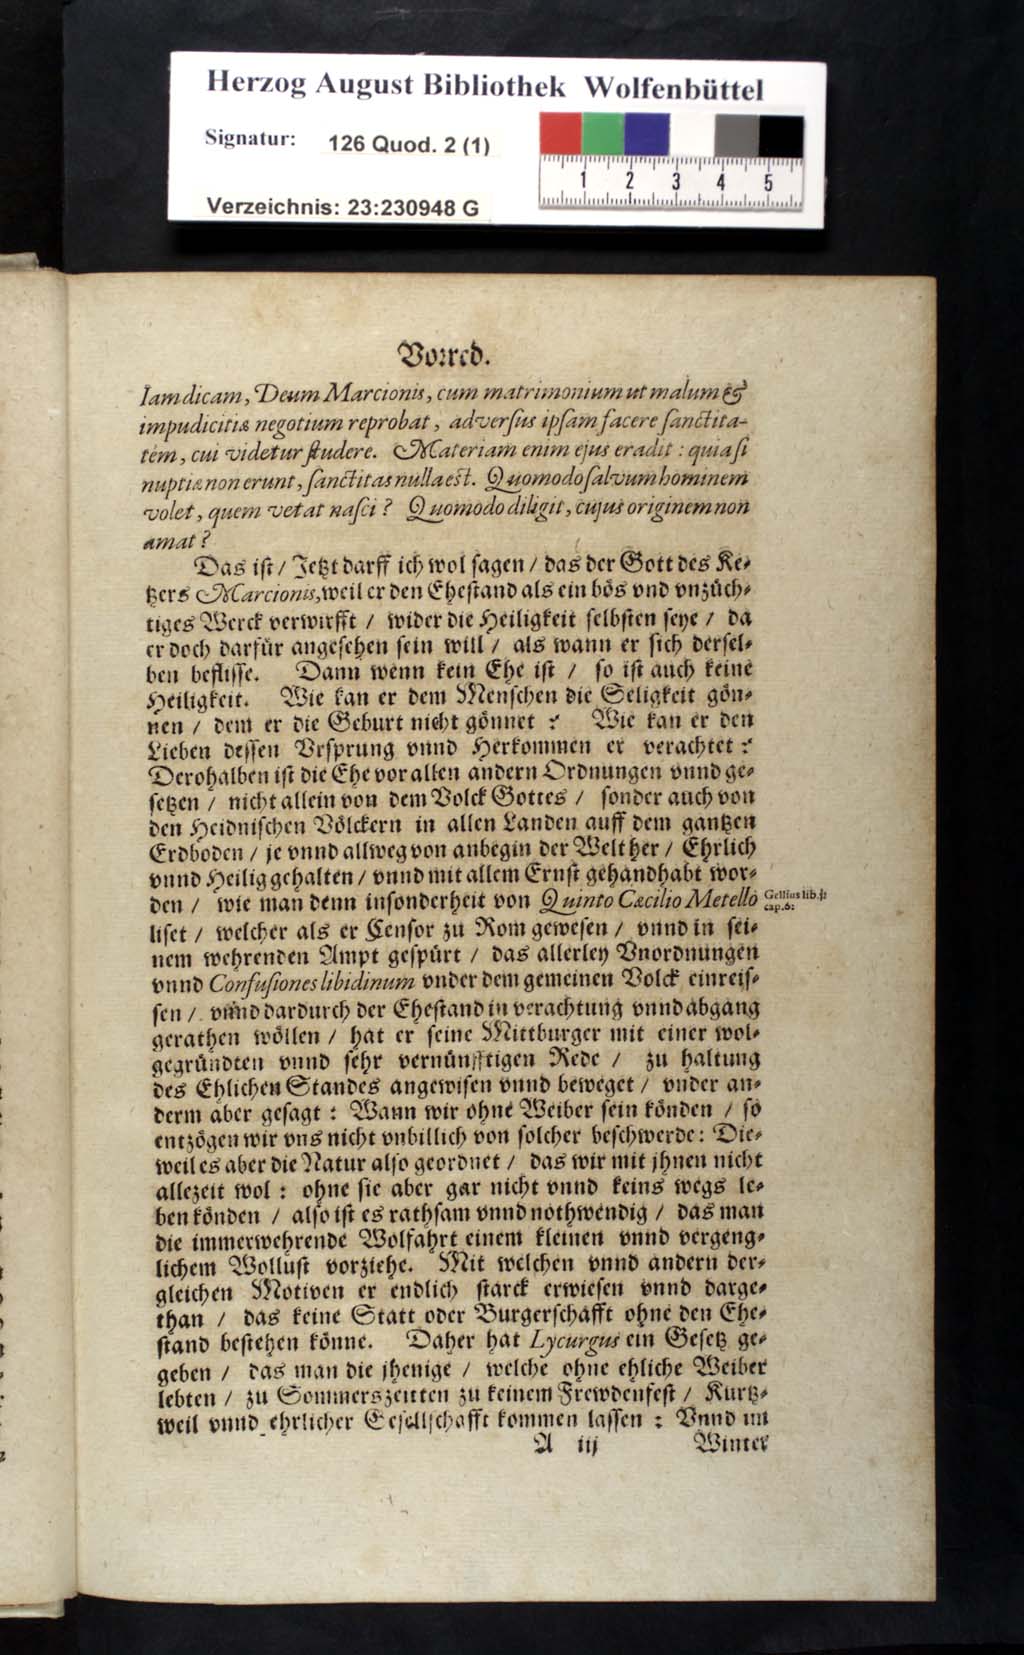 Herzog August Bibliothek Wolfenbüttel
Signatur: 126 Quod. 2 (1)
1 2 3 4 5
Verzeichnis: 23:230948 G
Vorred.
Iam dicam, Deum Marcionis, cum matrimonium ut malum &
impudicitiæ negotium reprobat, adversus ipsam facere sanctita-
tem, cui videtur studere. Materiam enim ejus eradit: quia si
nuptiæ non erunt, sanctitas nulla est. Quomodo salvum hominem
volet, quem vetat nasci? Quomodo diligit, cujus originem non
amat?
Das ist / Jetzt darff ich wol sagen / das der Gott des Ke-
tzers Marcionis, weil er den Ehestand als ein bös vnd vnzüch-
tiges Werck verwirfft / wider die Heiligkeit selbsten seye / da
er doch darfür angesehen sein will / als wann er sich dersel-
ben beflisse. Dann wenn kein Ehe ist / so ist auch keine
Heiligkeit. Wie kan er dem Menschen die Seligkeit gön-
nen / dem er die Geburt nicht gönnet? Wie kan er den
Lieben dessen Vrsprung vnnd Herkommen er verachtet?
Derohalben ist die Ehe vor allen andern Ordnungen vnnd ge-
setzen / nicht allein von dem Volck Gottes / sonder auch von
den Heidnischen Völckern in allen Landen auff dem gantzen
Erdboden / je vnnd allweg von anbegin der Welt her / Ehrlich
vnnd Heilig gehalten / vnnd mit allem Ernst gehandhabt wor-
den / wie man denn insonderheit von Quinto Cæcilio Metello
Gellius lib. 1.
cap. 6.
liset / welcher als er Censor zu Rom gewesen / vnnd in sei-
nem wehrenden Ampt gespürt / das allerley Vnordnungen
vnnd Confusiones libidinum vnder dem gemeinen Volck einreis-
sen / vnnd dardurch der Ehestand in verachtung vnnd abgang
gerathen wöllen / hat er seine Mittburger mit einer wol-
gegründten vnnd sehr vernünfftigen Rede / zu haltung
des Ehlichen Standes angewisen vnnd beweget / vnder an-
derm aber gesagt: Wann wir ohne Weiber sein könden / so
entzögen wir vns nicht vnbillich von solcher beschwerde: Die-
weil es aber die Natur also geordnet / das wir mit jhnen nicht
allezeit wol: ohne sie aber gar nicht vnnd keins wegs le-
ben könden / also ist es rathsam vnnd nothwendig / das man
die immerwehrende Wolfahrt einem kleinen vnnd vergeng-
lichem Wollust vorziehe. Mit welchen vnnd andern der-
gleichen Motiven er endlich starck erwiesen vnnd darge-
than / das keine Statt oder Burgerschafft ohne den Ehe-
stand bestehen könne. Daher hat Lycurgus ein Gesetz ge-
geben / das man die jhenige / welche ohne ehliche Weiber
lebten / zu Sommerszeitten zu keinem Frewdenfest / Kurtz-
weil vnnd ehrlicher Gesellschafft kommen lassen: Vnnd im
A iij Winter